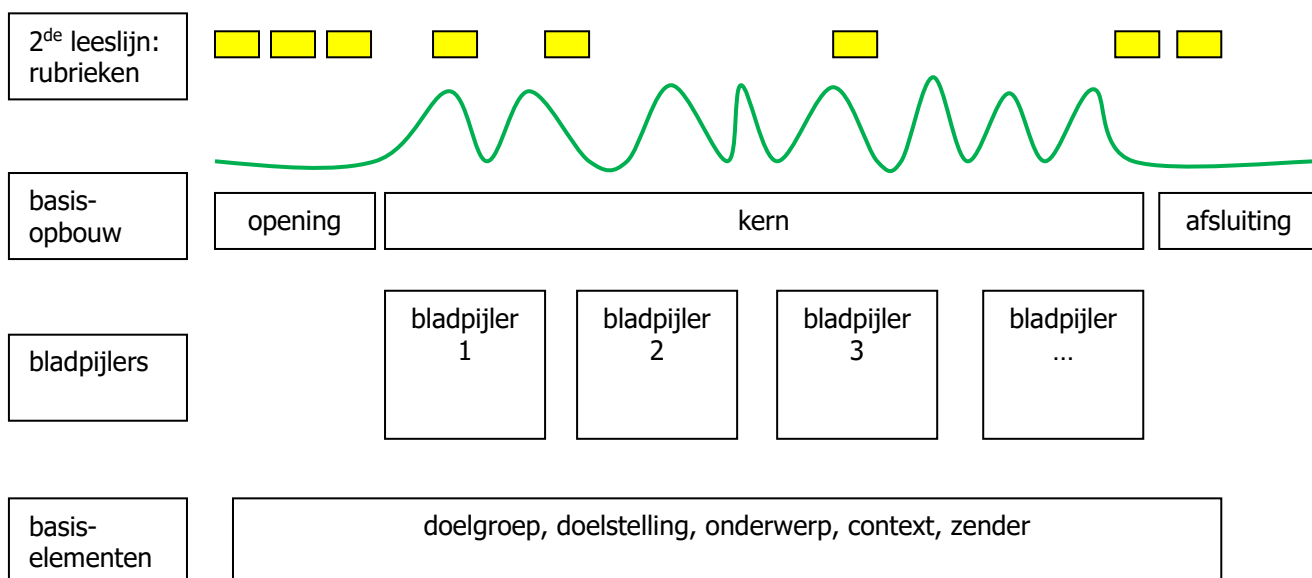 2de leeslijn:
rubrieken
basis-
opbouw
opening
kern
afsluiting
bladpijlers
bladpijler
1
bladpijler
2
bladpijler
3
bladpijler
…
basis-
elementen
doelgroep, doelstelling, onderwerp, context, zender